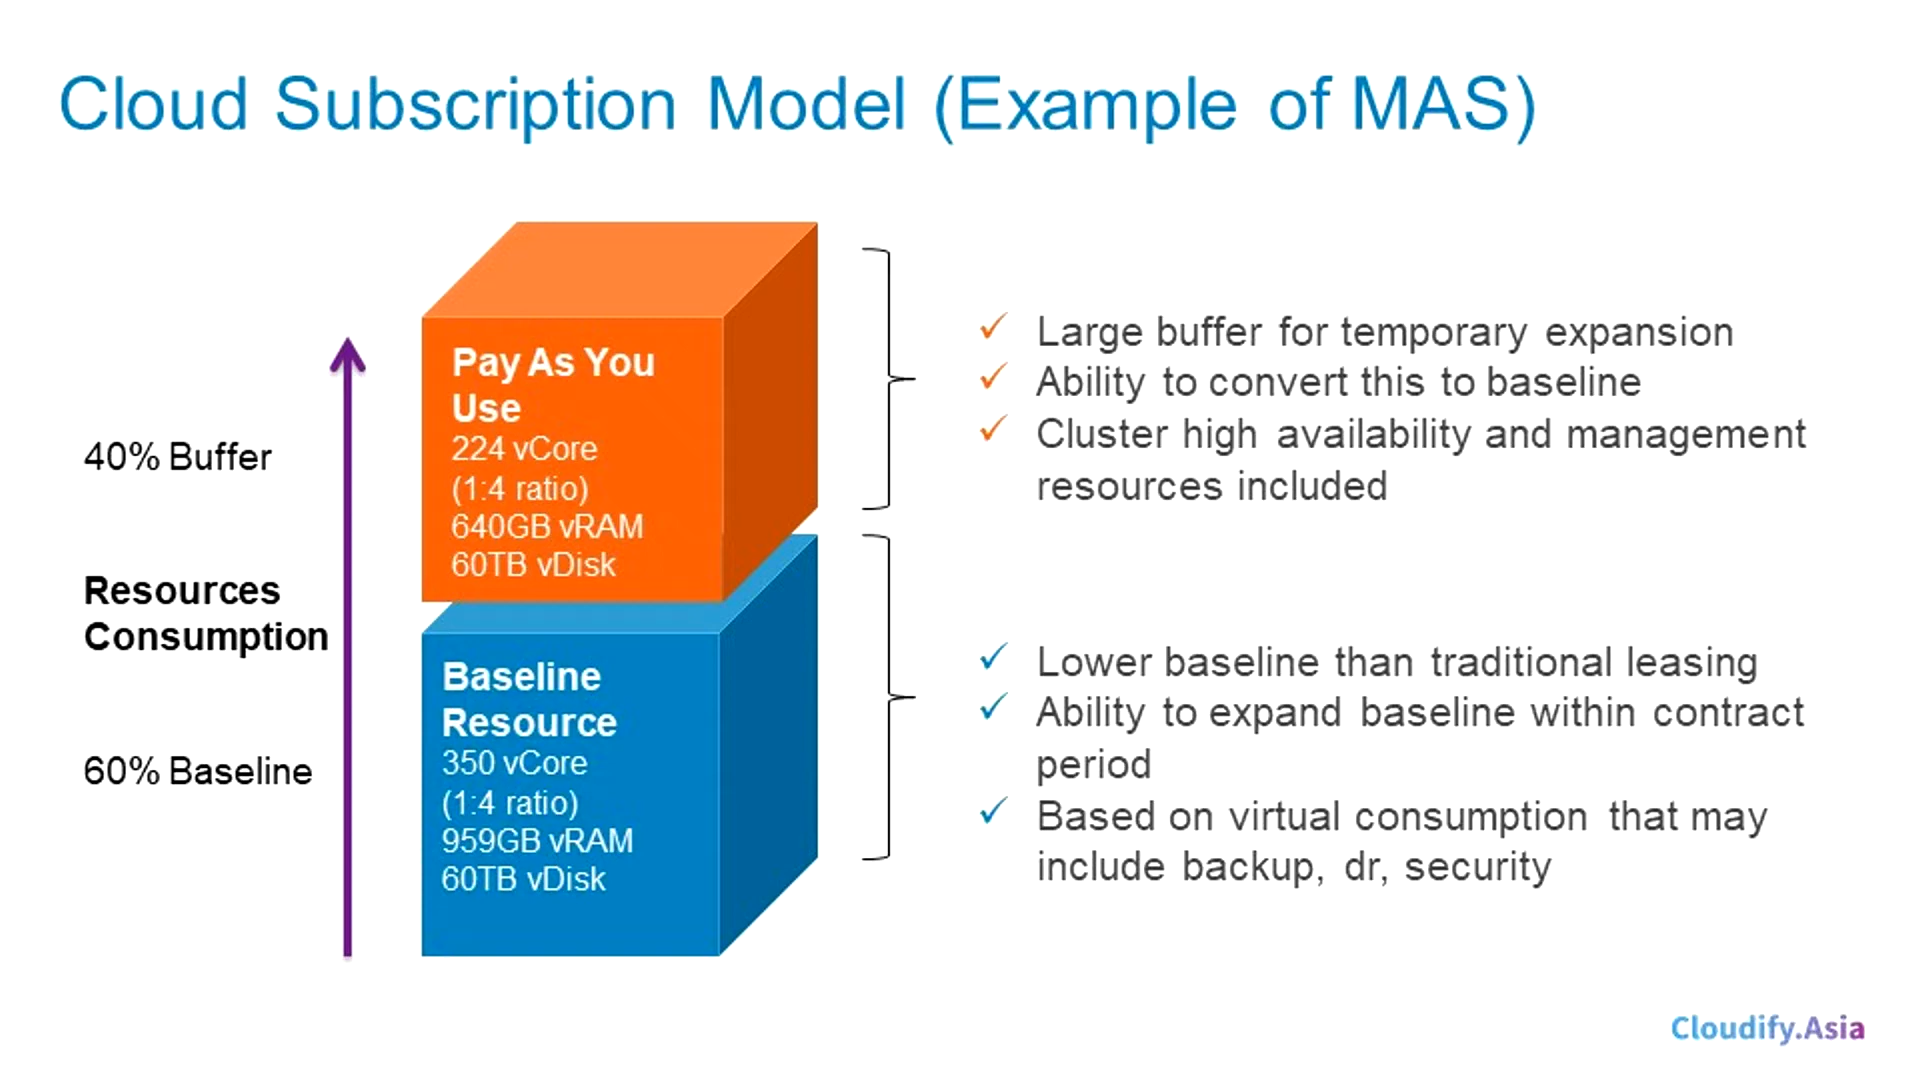 Cloud Subscription Model (Example of MAS)
40% Buffer
Resources
Consumption
60% Baseline
Pay As You
Use
224 vCore
(1:4 ratio)
640GB vRAM
60TB vDisk
Baseline
Resource
350 vCore
(1:4 ratio)
959GB vRAM
60TB vDisk
✓ Large buffer for temporary expansion
✓ Ability to convert this to baseline
✓ Cluster high availability and management
resources included
✓ Lower baseline than traditional leasing
✓ Ability to expand baseline within contract
period
✓ Based on virtual consumption that may
include backup, dr, security
Cloudify.Asia